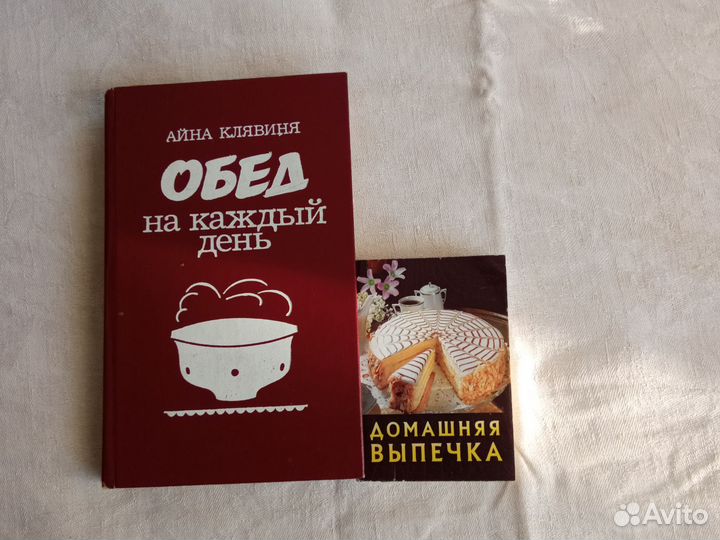 АЙНА КЛЯВИНЯ
ОБЕД
на каждый
день
ДОМАШНЯЯ
ВЫПЕЧКА
Avito